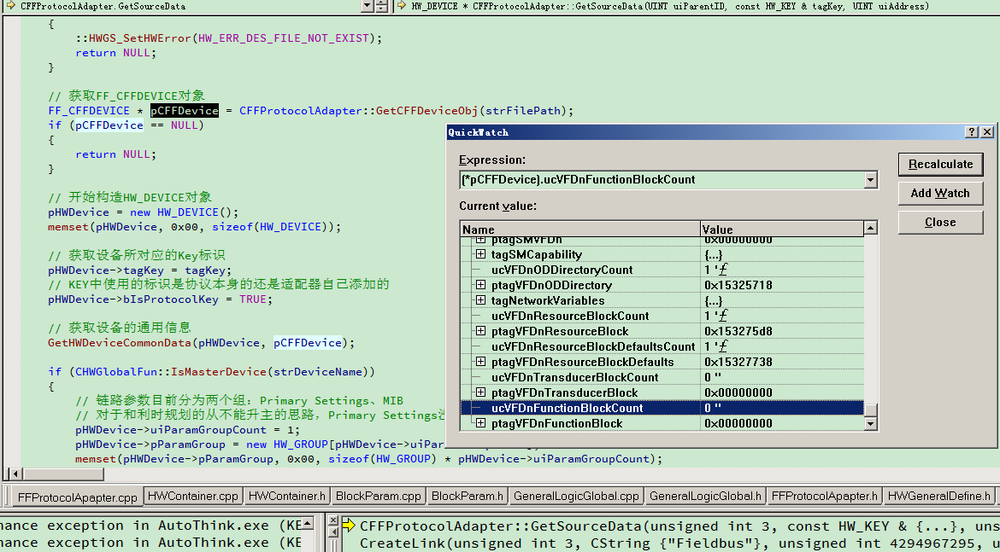 CFFProtocolAdapter.GetSourceData
HW_DEVICE * CFFProtocolAdapter::GetSourceData(UINT uiParentID, const HW_KEY & tagKey, UINT uiAddress)
{
::HWGS_SetHWError(HW_ERR_DES_FILE_NOT_EXIST);
return NULL;
}
// 获取FF_CFFDEVICE对象
FF_CFFDEVICE * pCFFDevice = CFFProtocolAdapter::GetCFFDeviceObj(strFilePath);
if (pCFFDevice == NULL)
{
return NULL;
}
// 开始构造HW_DEVICE对象
pHWDevice = new HW_DEVICE();
memset(pHWDevice, 0x00, sizeof(HW_DEVICE));
// 获取设备所对应的Key标识
pHWDevice->tagKey = tagKey;
// KEY中使用的标识是协议本身的还是适配器自己添加的
pHWDevice->bIsProtocolKey = TRUE;
// 获取设备的通用信息
GetHWDeviceCommonData(pHWDevice, pCFFDevice);
if (CHWGlobalFun::IsMasterDevice(strDeviceName))
{
// 链路参数目前分为两个组：Primary Settings、MIB
// 对于和利时规划的从不能升主的思路，Primary Settings
pHWDevice->uiParamGroupCount = 1;
pHWDevice->pParamGroup = new HW_GROUP[pHWDevice->uiPar
memset(pHWDevice->pParamGroup, 0x00, sizeof(HW_GROUP) * pHWDevice->uiParamGroupCount);
QuickWatch
Expression:
(*pCFFDevice).ucVFDnFunctionBlockCount
Current value:
Recalculate
Add Watch
Close
Name Value
ptagSMVFDn 0x00000000
tagSMCapability {...}
ucVFDnODDirectoryCount 1 'ƒ
ptagVFDnODDirectory 0x15325718
tagNetworkVariables {...}
ucVFDnResourceBlockCount 1 'ƒ
ptagVFDnResourceBlock 0x153275d8
ucVFDnResourceBlockDefaultsCount 1 'ƒ
ptagVFDnResourceBlockDefaults 0x15327738
ucVFDnTransducerBlockCount 0 ''
ptagVFDnTransducerBlock 0x00000000
ucVFDnFunctionBlockCount 0 ''
ptagVFDnFunctionBlock 0x00000000
FFProtocolApapter.cpp HWContainer.cpp HWContainer.h BlockParam.cpp BlockParam.h GeneralLogicGlobal.cpp GeneralLogicGlobal.h FFProtocolApapter.h HWGeneralDefine.h
nance exception in AutoThink.exe (KE
nance exception in AutoThink.exe (KE
CFFProtocolAdapter::GetSourceData(unsigned int 3, const HW_KEY & {...}, uns
CreateLink(unsigned int 3, CString {"Fieldbus"}, unsigned int 4294967295, u